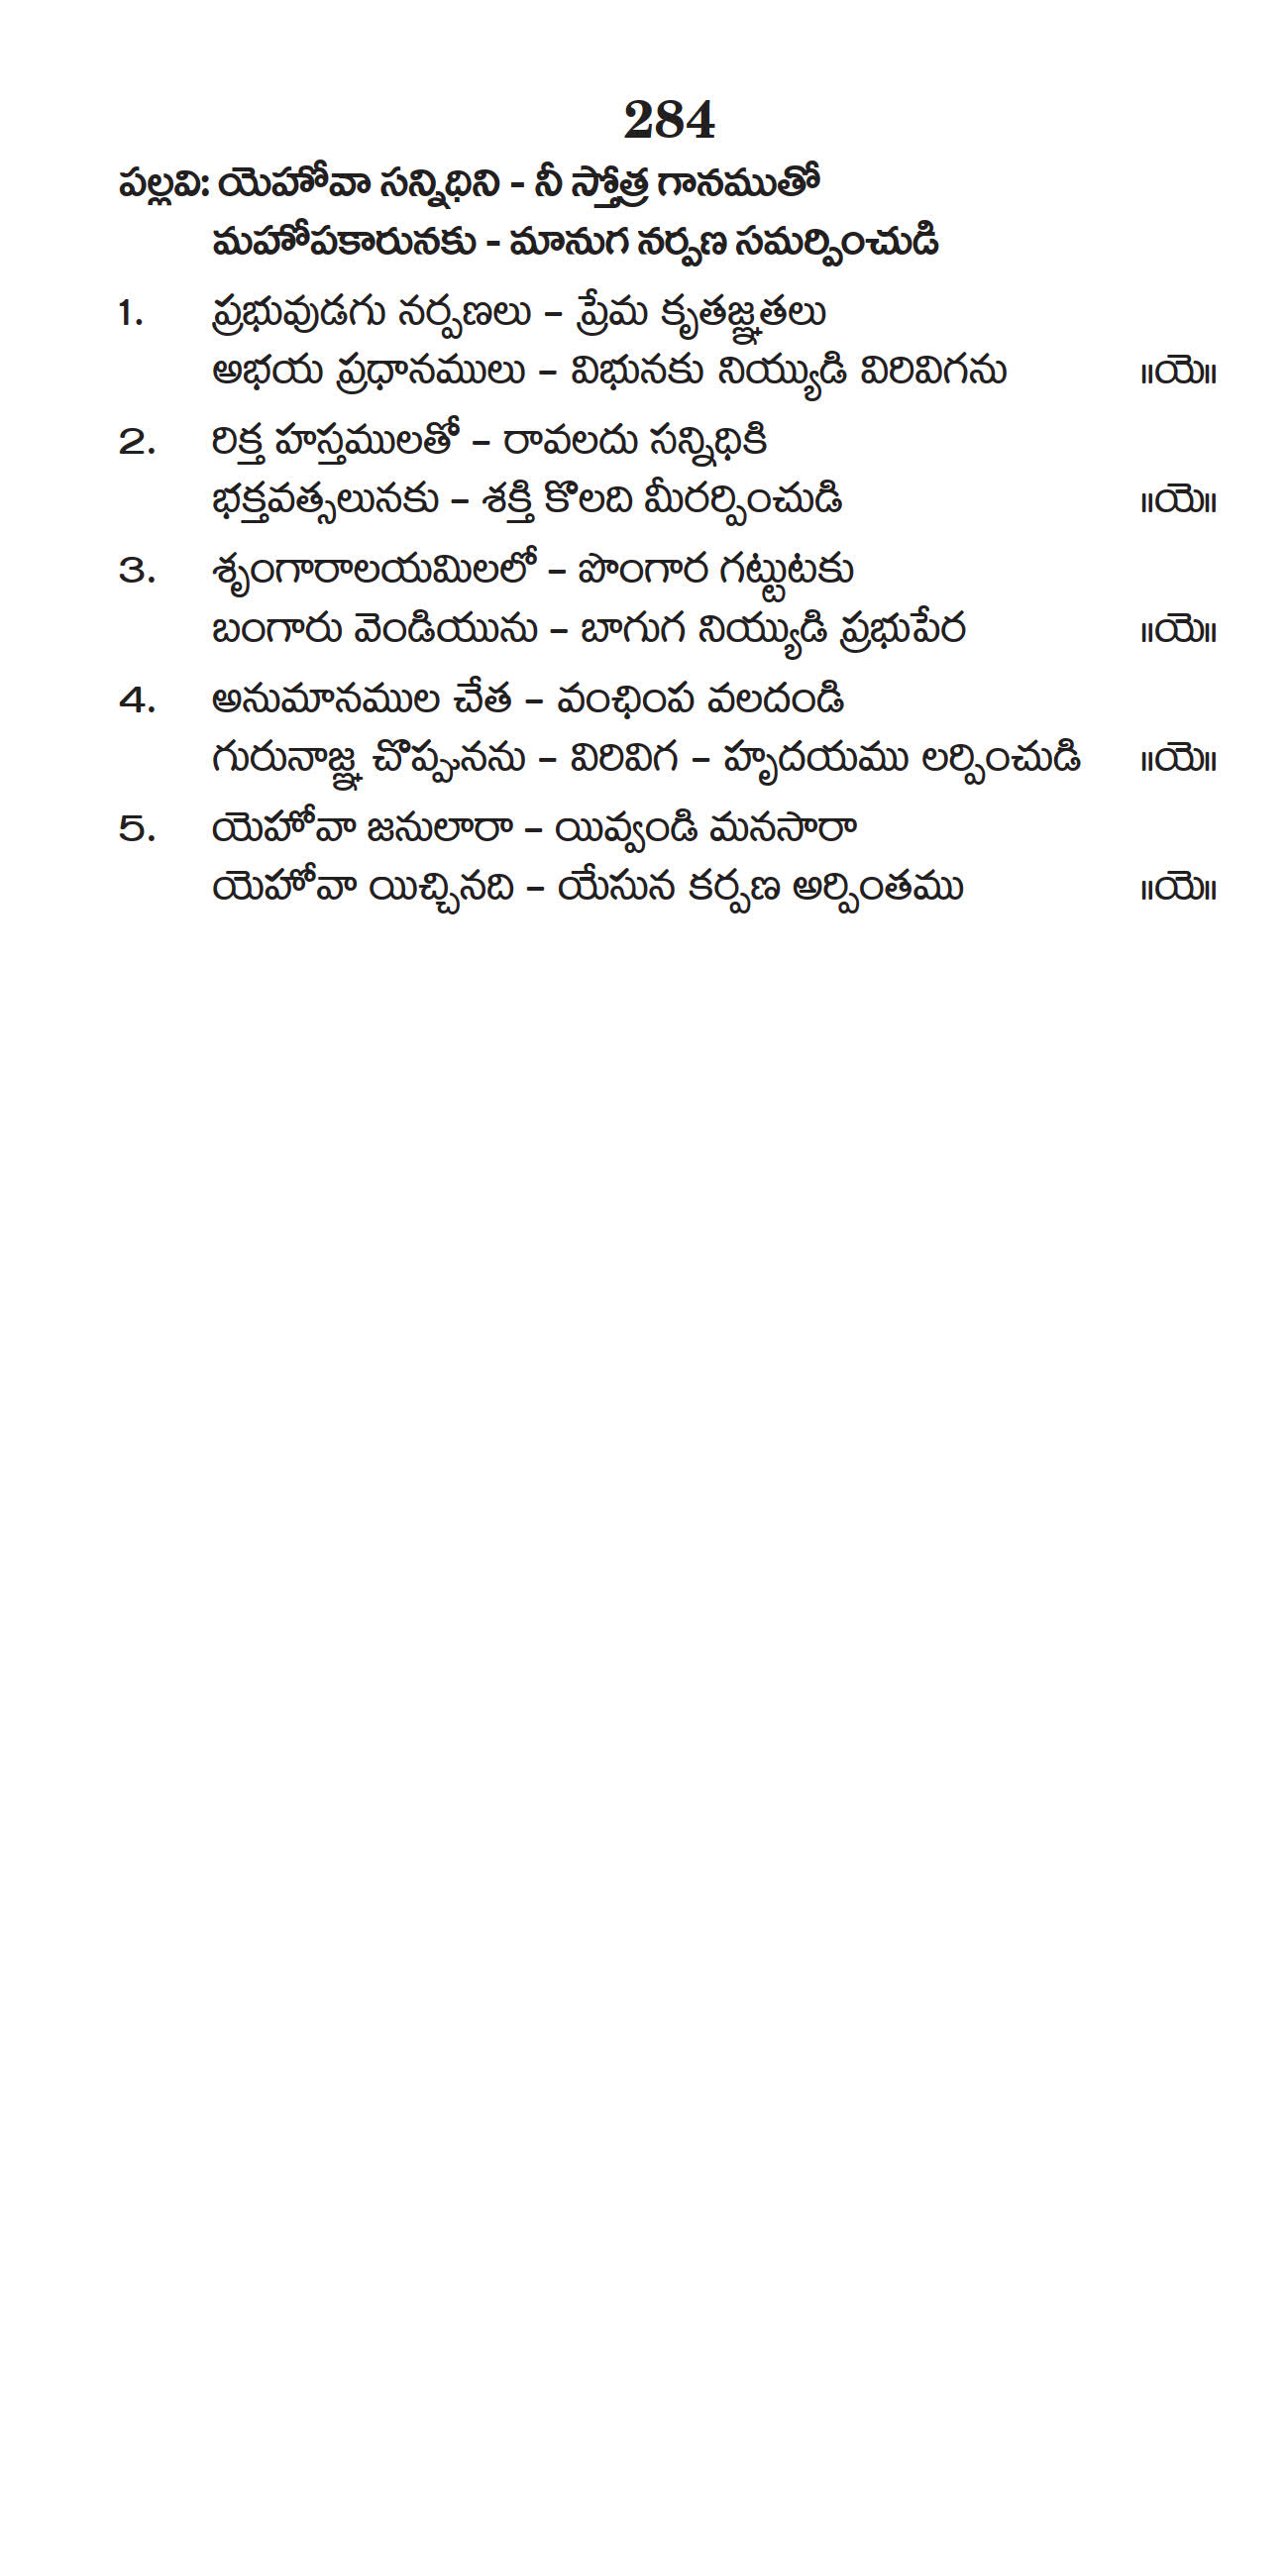 284
పల్లవి: యెహోవా సన్నిధిని - నీ స్తోత్ర గానముతో
మహోపకారునకు - మానుగ నర్పణ సమర్పించుడి
1. ప్రభువుడగు నర్పణలు – ప్రేమ కృతజ్ఞతలు
అభయ ప్రధానములు – విభునకు నియ్యుడి విరివిగను ॥యె॥
2. రిక్త హస్తములతో – రావలదు సన్నిధికి
భక్తవత్సలునకు – శక్తి కొలది మీరర్పించుడి ॥యె॥
3. శృంగారాలయమిలలో – పొంగార గట్టుటకు
బంగారు వెండియును – బాగుగ నియ్యుడి ప్రభుపేర ॥యె॥
4. అనుమానముల చేత – వంఛింప వలదండి
గురునాజ్ఞ చొప్పునను – విరివిగ – హృదయము లర్పించుడి ॥యె॥
5. యెహోవా జనులారా – యివ్వండి మనసారా
యెహోవా యిచ్చినది – యేసున కర్పణ అర్పింతము ॥యె॥